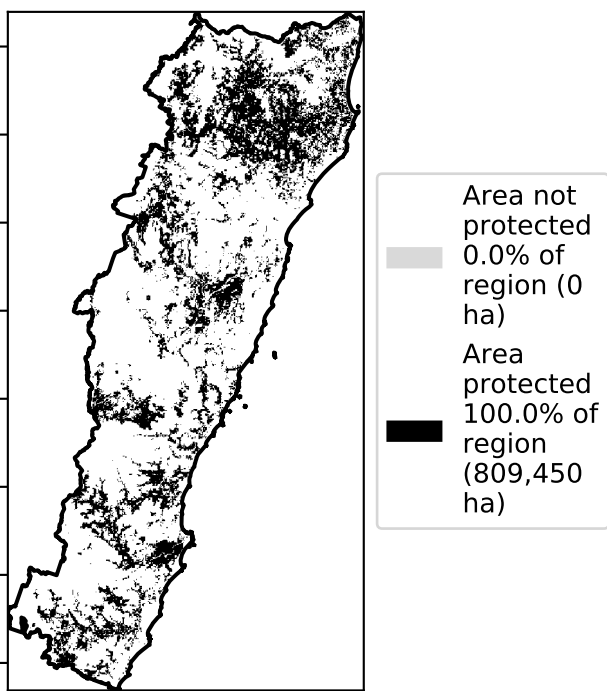 Area not
protected
0.0% of
region (0
ha)
Area
protected
100.0% of
region
(809,450
ha)